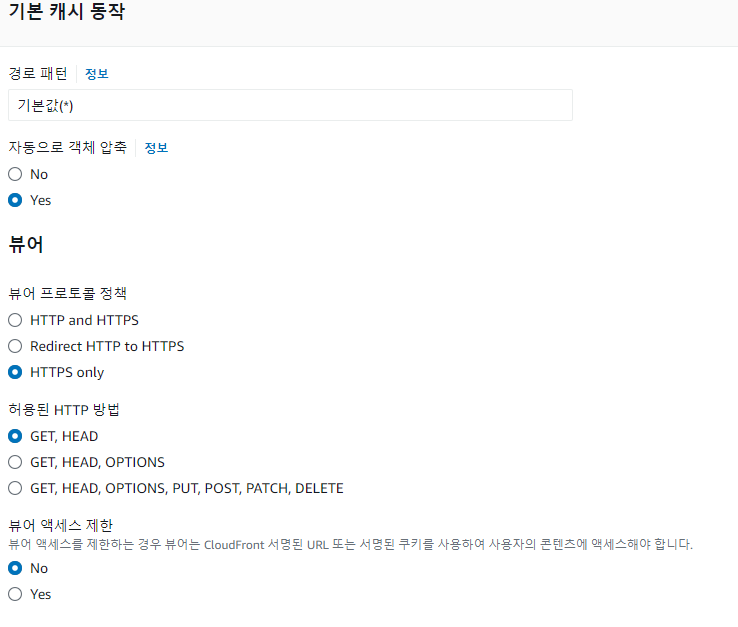 기본 캐시 동작
경로 패턴 정보
기본값(*)
자동으로 객체 압축 정보
No
Yes
뷰어
뷰어 프로토콜 정책
HTTP and HTTPS
Redirect HTTP to HTTPS
HTTPS only
허용된 HTTP 방법
GET, HEAD
GET, HEAD, OPTIONS
GET, HEAD, OPTIONS, PUT, POST, PATCH, DELETE
뷰어 액세스 제한
뷰어 액세스를 제한하는 경우 뷰어는 CloudFront 서명된 URL 또는 서명된 쿠키를 사용하여 사용자의 콘텐츠에 액세스해야 합니다.
No
Yes